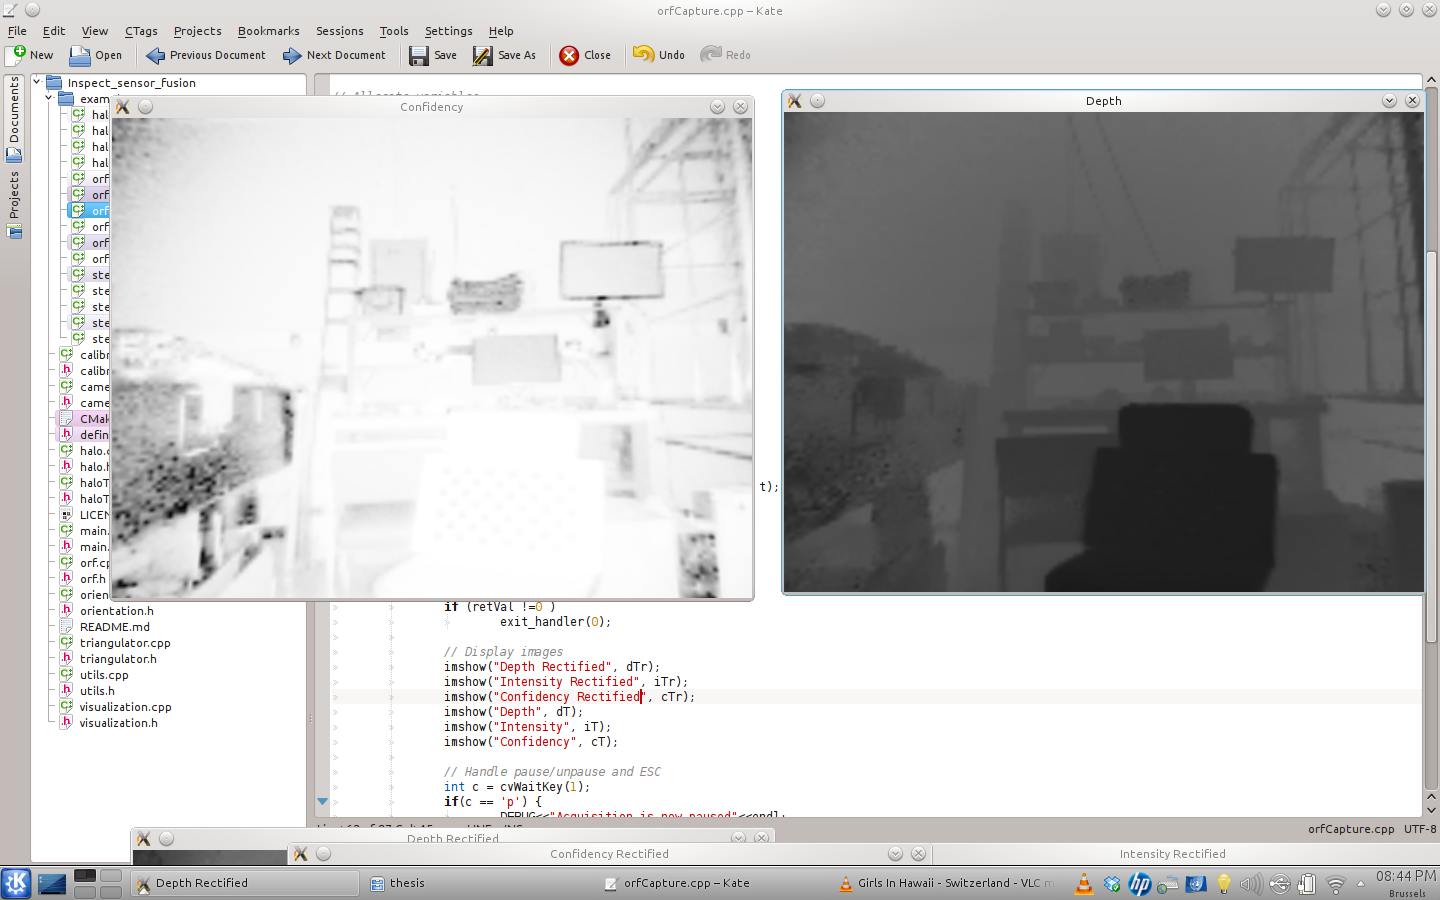 orfCapture.cpp – Kate
File Edit View CTags Projects Bookmarks Sessions Tools Settings Help
New Open Previous Document Next Document Save Save As Close Undo Redo
Documents
Projects
Inspect_sensor_fusion
exam
hal
hal
hal
hal
orf
orf
orf
orf
orf
orf
ste
ste
ste
ste
ste
calibr
calibr
came
came
CMak
defin
halo.c
halo.h
haloT
haloT
LICEN
main.
main.
orf.cp
orf.h
orien
orientation.h
README.md
triangulator.cpp
triangulator.h
utils.cpp
utils.h
visualization.cpp
visualization.h
Confidency
Depth
t);
if (retVal !=0 )
exit_handler(0);
// Display images
imshow("Depth Rectified", dTr);
imshow("Intensity Rectified", iTr);
imshow("Confidency Rectified", cTr);
imshow("Depth", dT);
imshow("Intensity", iT);
imshow("Confidency", cT);
// Handle pause/unpause and ESC
int c = cvWaitKey(1);
if(c == 'p') {
DEBUG<<"Acquisition is now paused"<<endl;
orfCapture.cpp UTF-8
Depth Rectified
Confidency Rectified
Intensity Rectified
Depth Rectified
thesis
orfCapture.cpp – Kate
Girls In Hawaii - Switzerland - VLC m
08:44 PM
Brussels